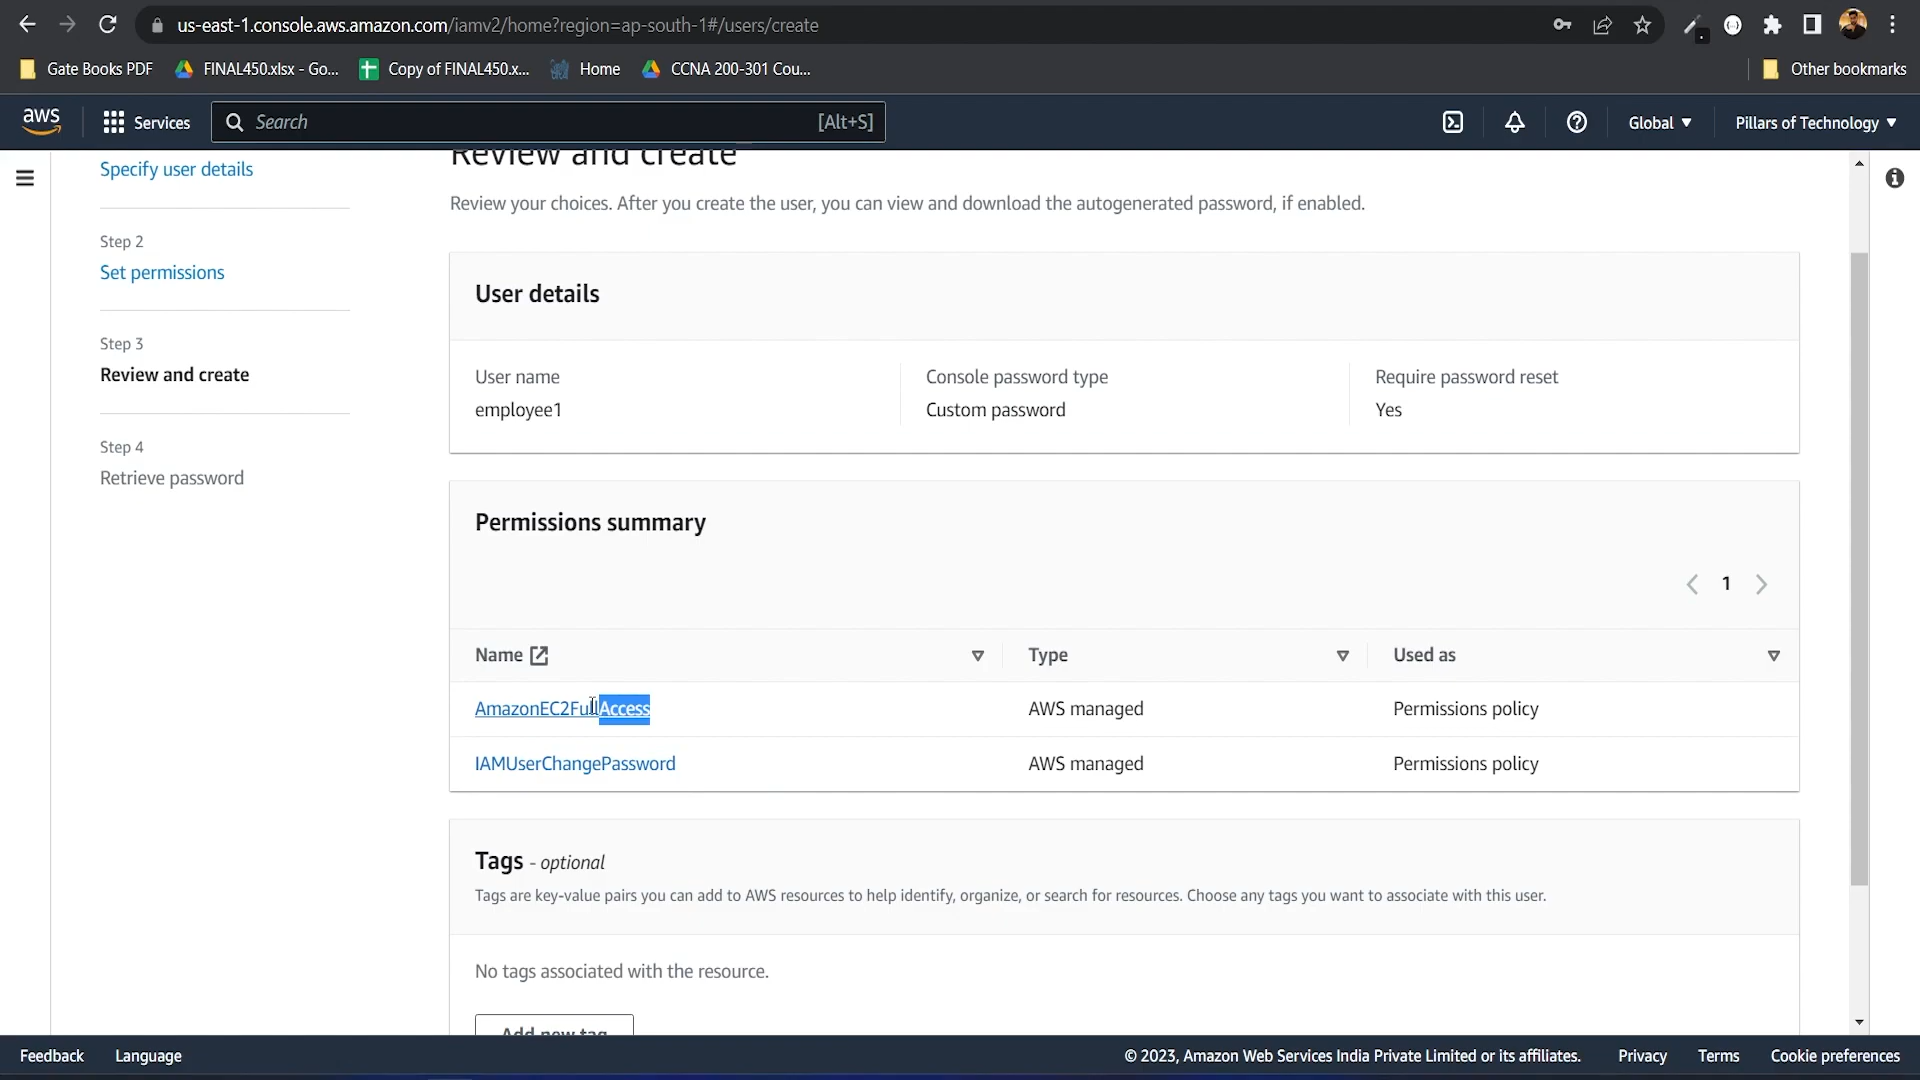 us-east-1.console.aws.amazon.com/iamv2/home?region=ap-south-1#/users/create
Gate Books PDF
FINAL450.xlsx - Go...
Copy of FINAL450.x...
Home
CCNA 200-301 Cou...
Other bookmarks
aws
Services
Search
[Alt+S]
Global
Pillars of Technology
Specify user details
Step 2
Set permissions
Step 3
Review and create
Step 4
Retrieve password
Review and create
Review your choices. After you create the user, you can view and download the autogenerated password, if enabled.
User details
User name
employee1
Console password type
Custom password
Require password reset
Yes
Permissions summary
1
Name
Type
Used as
AmazonEC2FullAccess
AWS managed
Permissions policy
IAMUserChangePassword
AWS managed
Permissions policy
Tags - optional
Tags are key-value pairs you can add to AWS resources to help identify, organize, or search for resources. Choose any tags you want to associate with this user.
No tags associated with the resource.
Add new tag
Feedback
Language
© 2023, Amazon Web Services India Private Limited or its affiliates.
Privacy
Terms
Cookie preferences